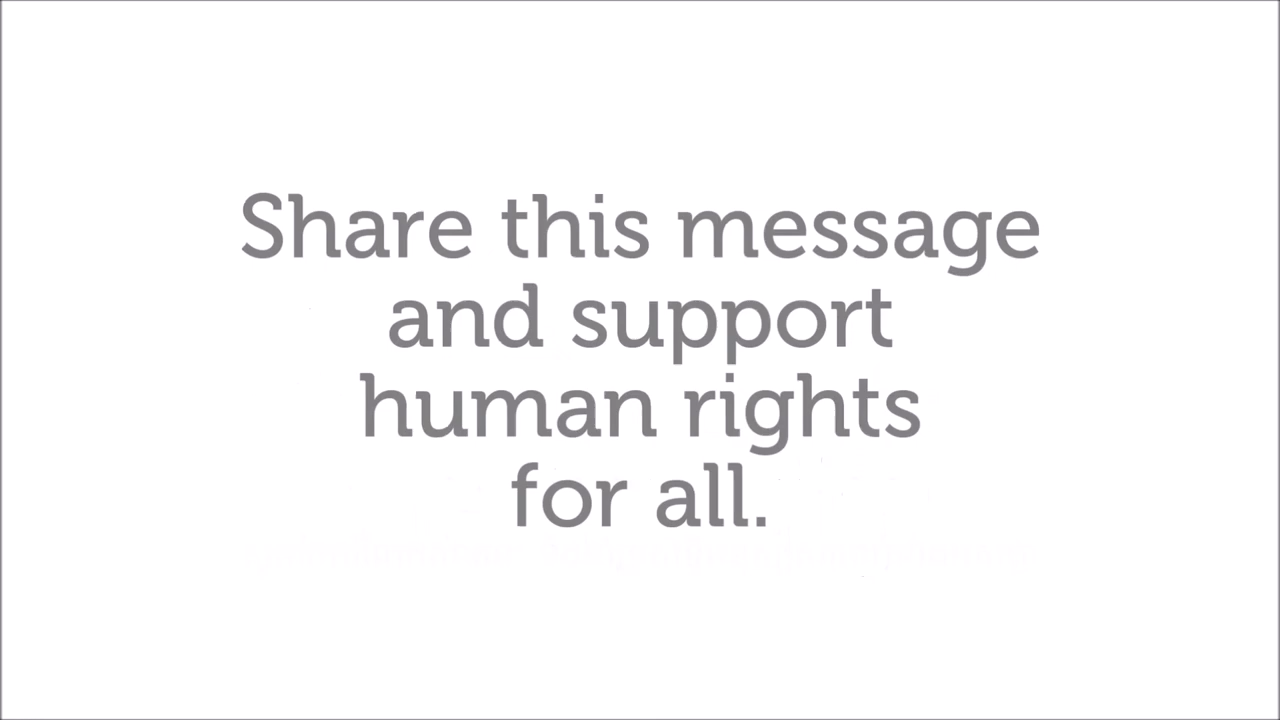 Share this message
and support
human rights
for all.